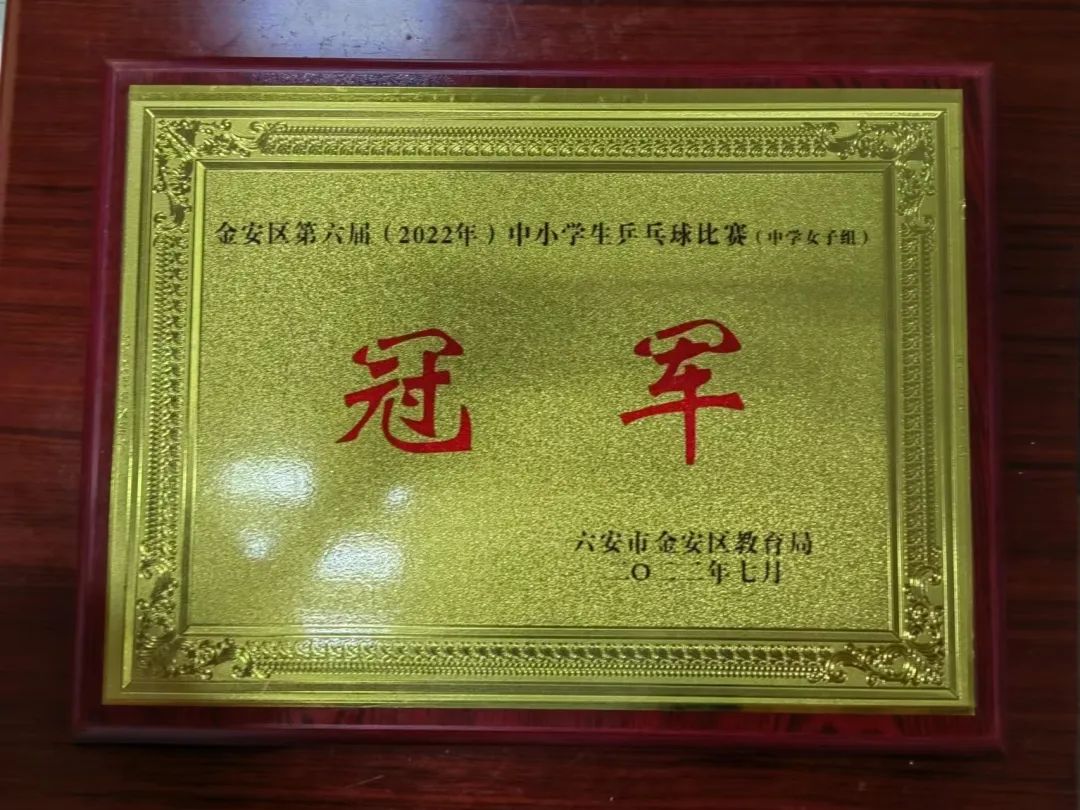 金安区第六届（2022年）中小学生乒乓球比赛（中学女子组）
冠军
六安市金安区教育局
二〇二二年七月